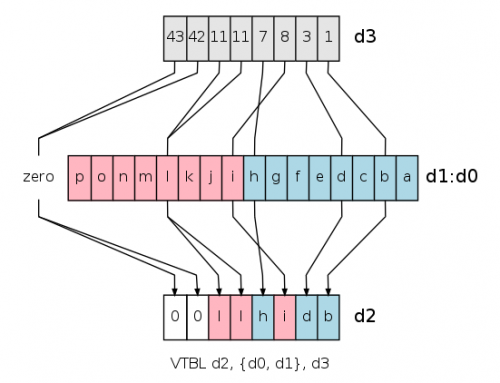 43 42 11 11 7 8 3 1 d3
zero p o n m l k j i h g f e d c b a d1:d0
0 0 l l h i d b d2
VTBL d2, {d0, d1}, d3